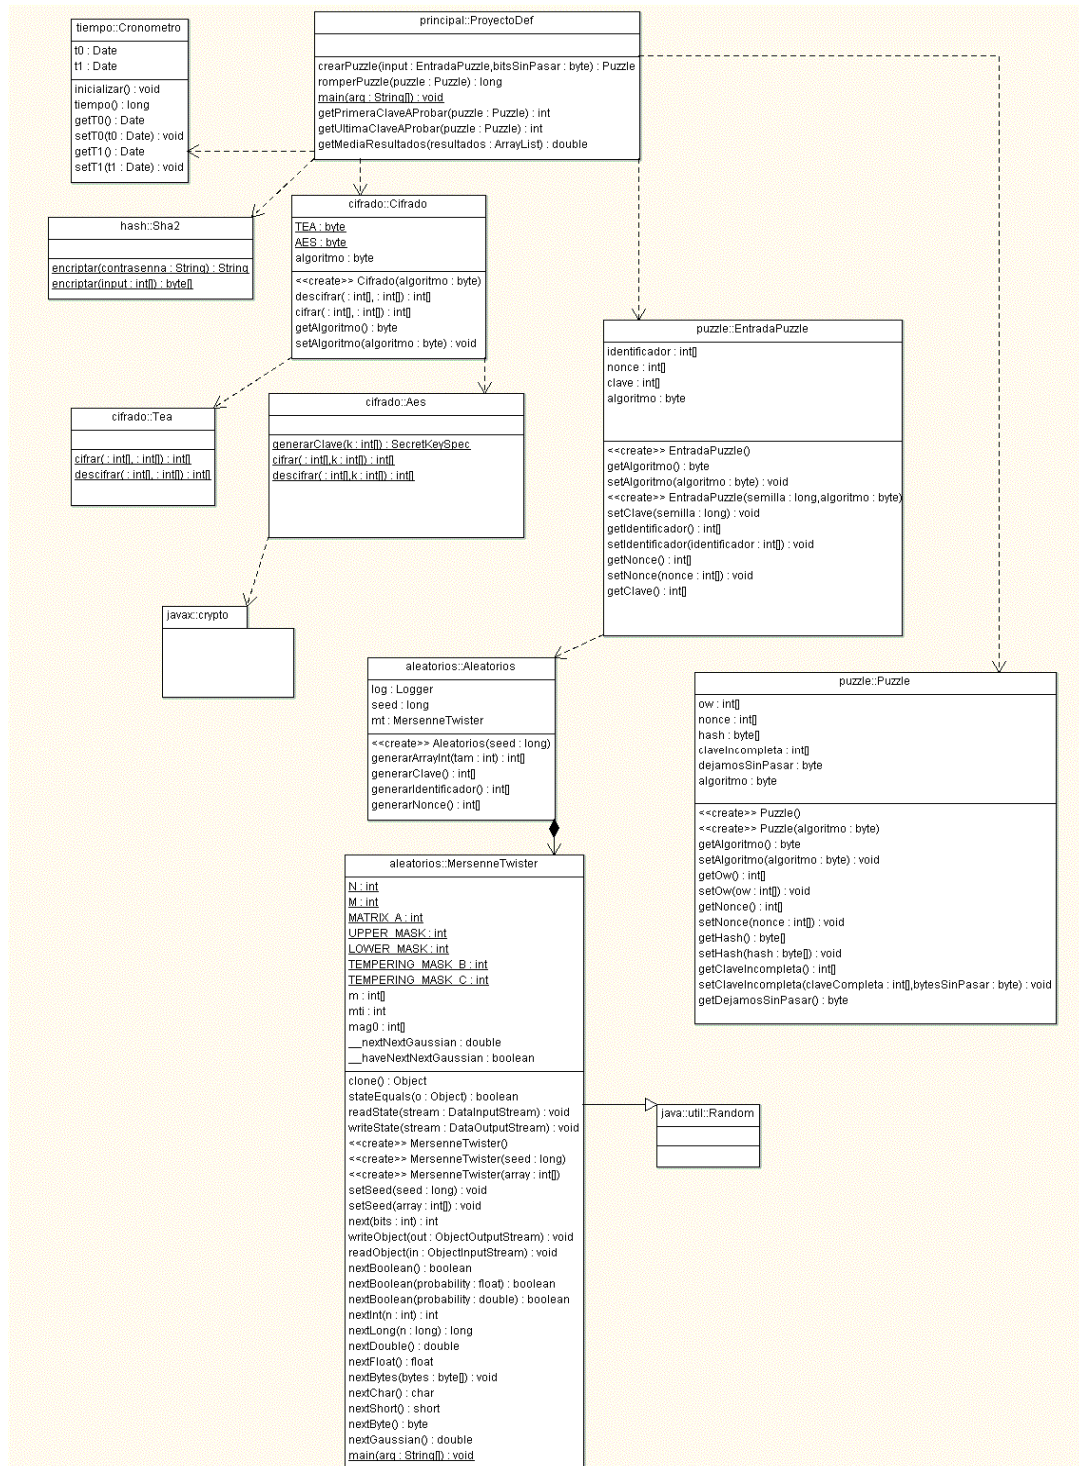 tiempo::Cronometro
t0 : Date
t1 : Date
inicializar() : void
tiempo() : long
getT0() : Date
setT0(t0 : Date) : void
getT1() : Date
setT1(t1 : Date) : void
principal::ProyectoDef
crearPuzzle(input : EntradaPuzzle,bitsSinPasar : byte) : Puzzle
romperPuzzle(puzzle : Puzzle) : long
main(arg : String[]) : void
getPrimeraClaveAProbar(puzzle : Puzzle) : int
getUltimaClaveAProbar(puzzle : Puzzle) : int
getMediaResultados(resultados : ArrayList) : double
hash::Sha2
encriptar(contrasenna : String) : String
encriptar(input : int[]) : byte[]
cifrado::Cifrado
TEA : byte
AES : byte
algoritmo : byte
<<create>> Cifrado(algoritmo : byte)
descifrar( : int[], : int[]) : int[]
cifrar( : int[], : int[]) : int[]
getAlgoritmo() : byte
setAlgoritmo(algoritmo : byte) : void
cifrado::Tea
cifrar( : int[], : int[]) : int[]
descifrar( : int[], : int[]) : int[]
cifrado::Aes
generarClave(k : int[]) : SecretKeySpec
cifrar( : int[],k : int[]) : int[]
descifrar( : int[],k : int[]) : int[]
javax::crypto
puzzle::EntradaPuzzle
identificador : int[]
nonce : int[]
clave : int[]
algoritmo : byte
<<create>> EntradaPuzzle()
getAlgoritmo() : byte
setAlgoritmo(algoritmo : byte) : void
<<create>> EntradaPuzzle(semilla : long,algoritmo : byte)
setClave(semilla : long) : void
getIdentificador() : int[]
setIdentificador(identificador : int[]) : void
getNonce() : int[]
setNonce(nonce : int[]) : void
getClave() : int[]
aleatorios::Aleatorios
log : Logger
seed : long
mt : MersenneTwister
<<create>> Aleatorios(seed : long)
generarArrayInt(tam : int) : int[]
generarClave() : int[]
generarIdentificador() : int[]
generarNonce() : int[]
puzzle::Puzzle
ow : int[]
nonce : int[]
hash : byte[]
claveIncompleta : int[]
dejamosSinPasar : byte
algoritmo : byte
<<create>> Puzzle()
<<create>> Puzzle(algoritmo : byte)
getAlgoritmo() : byte
setAlgoritmo(algoritmo : byte) : void
getOw() : int[]
setOw(ow : int[]) : void
getNonce() : int[]
setNonce(nonce : int[]) : void
getHash() : byte[]
setHash(hash : byte[]) : void
getClaveIncompleta() : int[]
setClaveIncompleta(claveCompleta : int[],bytesSinPasar : byte) : void
getDejamosSinPasar() : byte
aleatorios::MersenneTwister
N : int
M : int
MATRIX_A : int
UPPER_MASK : int
LOWER_MASK : int
TEMPERING_MASK_B : int
TEMPERING_MASK_C : int
m : int[]
mti : int
mag0 : int[]
__nextNextGaussian : double
__haveNextNextGaussian : boolean
clone() : Object
stateEquals(o : Object) : boolean
readState(stream : DataInputStream) : void
writeState(stream : DataOutputStream) : void
<<create>> MersenneTwister()
<<create>> MersenneTwister(seed : long)
<<create>> MersenneTwister(array : int[])
setSeed(seed : long) : void
setSeed(array : int[]) : void
next(bits : int) : int
writeObject(out : ObjectOutputStream) : void
readObject(in : ObjectInputStream) : void
nextBoolean() : boolean
nextBoolean(probability : float) : boolean
nextBoolean(probability : double) : boolean
nextInt(n : int) : int
nextLong(n : long) : long
nextDouble() : double
nextFloat() : float
nextBytes(bytes : byte[]) : void
nextChar() : char
nextShort() : short
nextByte() : byte
nextGaussian() : double
main(arg : String[]) : void
java::util::Random